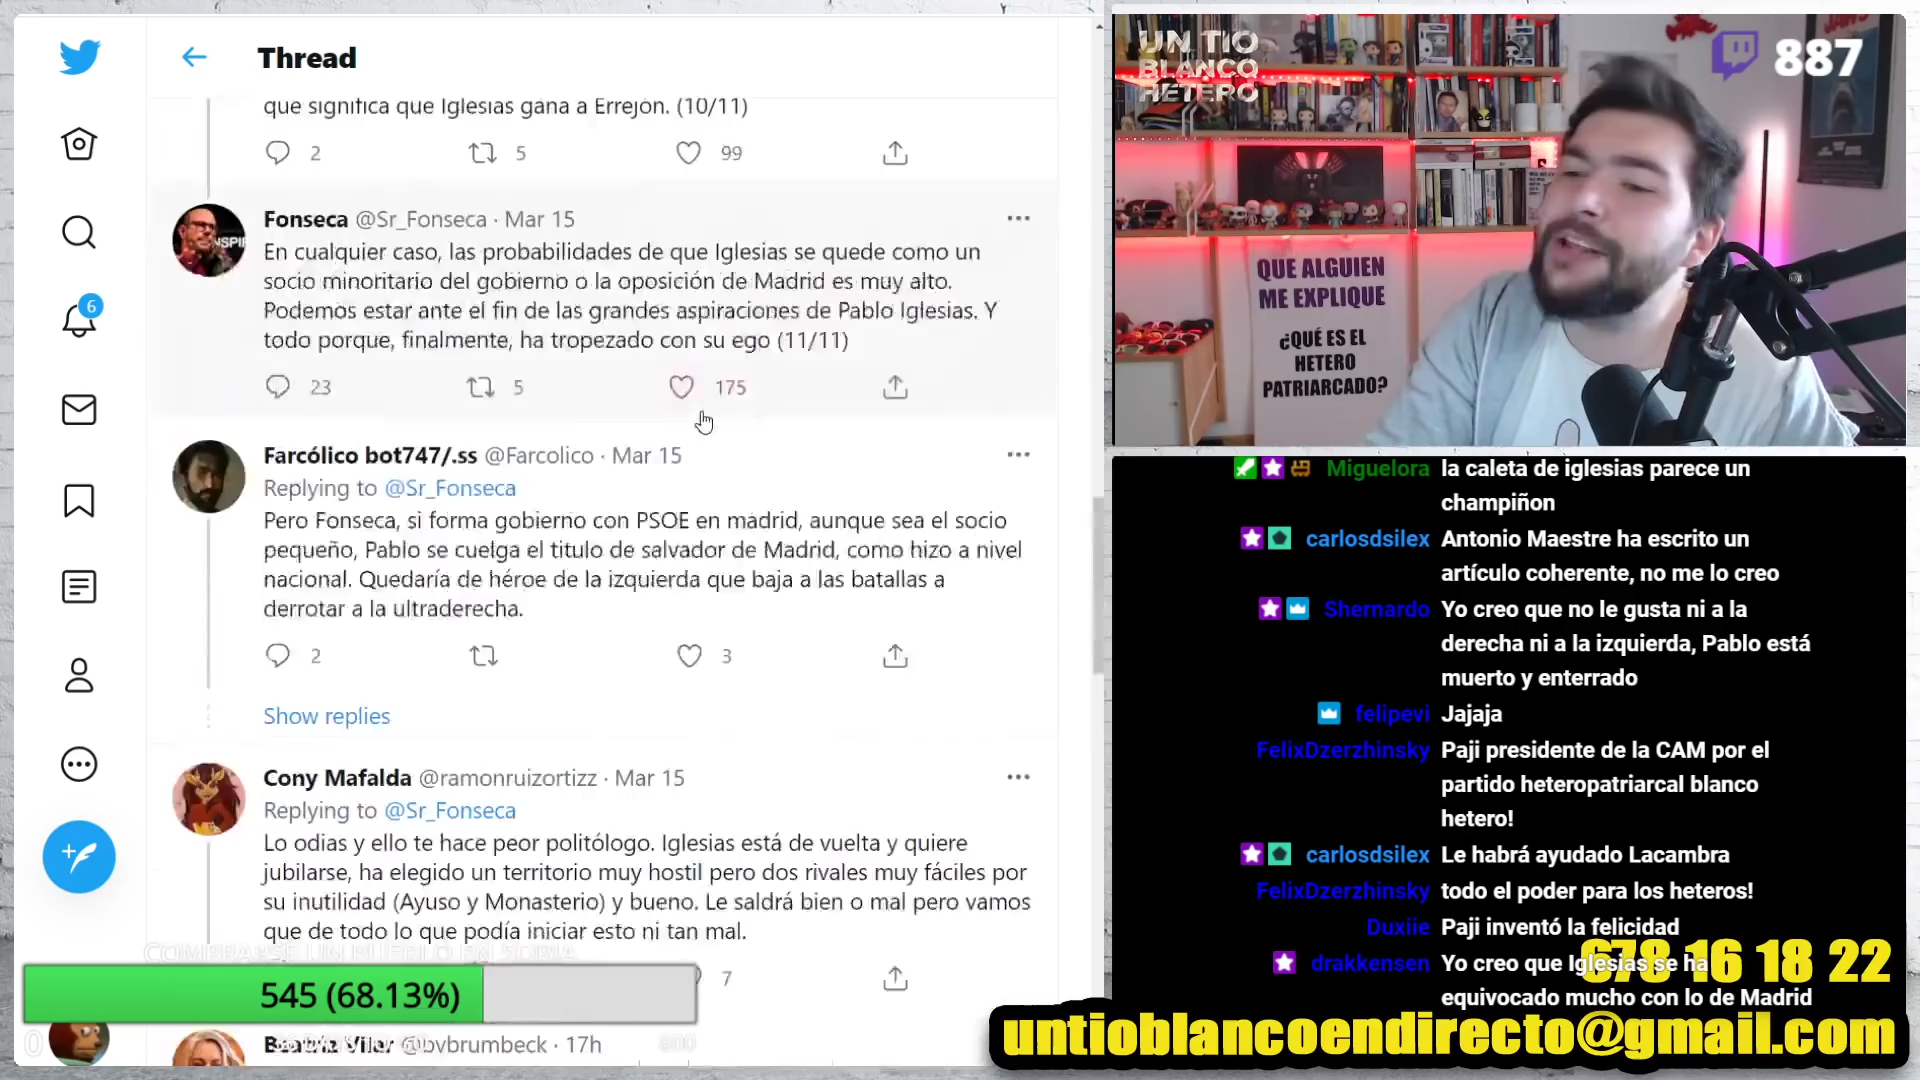 Thread
que significa que Iglesias gana a Errejón. (10/11)
2
5
99
Fonseca @Sr_Fonseca · Mar 15
En cualquier caso, las probabilidades de que Iglesias se quede como un
socio minoritario del gobierno o la oposición de Madrid es muy alto.
Podemos estar ante el fin de las grandes aspiraciones de Pablo Iglesias. Y
todo porque, finalmente, ha tropezado con su ego (11/11)
23
5
175
6
Farcólico bot747/.ss @Farcolico · Mar 15
Replying to @Sr_Fonseca
Pero Fonseca, si forma gobierno con PSOE en madrid, aunque sea el socio
pequeño, Pablo se cuelga el titulo de salvador de Madrid, como hizo a nivel
nacional. Quedaría de héroe de la izquierda que baja a las batallas a
derrotar a la ultraderecha.
2
3
Show replies
Cony Mafalda @ramonruizortizz · Mar 15
Replying to @Sr_Fonseca
Lo odias y ello te hace peor politólogo. Iglesias está de vuelta y quiere
jubilarse, ha elegido un territorio muy hostil pero dos rivales muy fáciles por
su inutilidad (Ayuso y Monasterio) y bueno. Le saldrá bien o mal pero vamos
que de todo lo que podía iniciar esto ni tan mal.
7
COMPRARSE UN BUFELO EN SORIA
545 (68.13%)
0
800
Beatriz Viler @bvbrumbeck · 17h
UN TIO
BLANCO
HETERO
887
JAWS
QUE ALGUIEN
ME EXPLIQUE
¿QUÉ ES EL
HETERO
PATRIARCADO?
Miguelora la caleta de iglesias parece un
champiñon
carlosdsilex Antonio Maestre ha escrito un
artículo coherente, no me lo creo
Shernardo Yo creo que no le gusta ni a la
derecha ni a la izquierda, Pablo está
muerto y enterrado
felipevi Jajaja
FelixDzerzhinsky Paji presidente de la CAM por el
partido heteropatriarcal blanco
hetero!
carlosdsilex Le habrá ayudado Lacambra
FelixDzerzhinsky todo el poder para los heteros!
Duxiie Paji inventó la felicidad
drakkensen Yo creo que Iglesias se ha
equivocado mucho con lo de Madrid
678 16 18 22
untioblancoendirecto@gmail.com